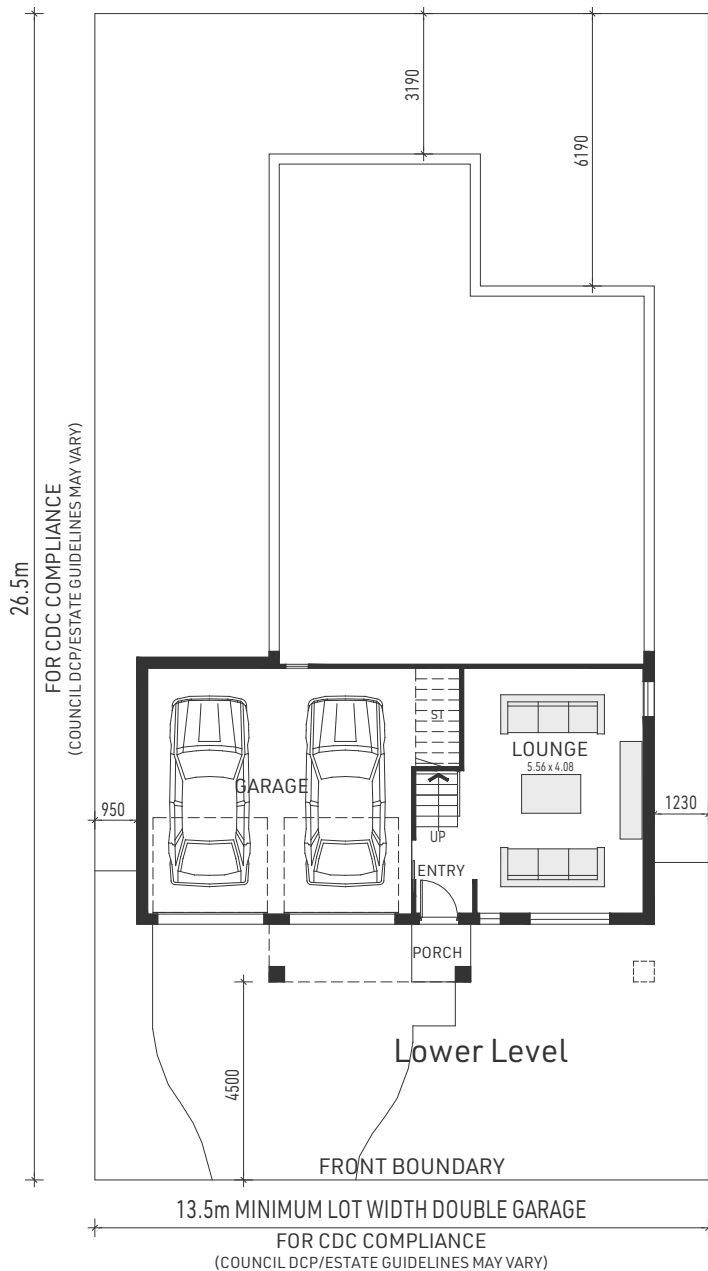 3190
6190
26.5m
FOR CDC COMPLIANCE
(COUNCIL DCP/ESTATE GUIDELINES MAY VARY)
ST
LOUNGE
5.56 x 4.08
GARAGE
950
1230
UP
ENTRY
PORCH
Lower Level
4500
FRONT BOUNDARY
13.5m MINIMUM LOT WIDTH DOUBLE GARAGE
FOR CDC COMPLIANCE
(COUNCIL DCP/ESTATE GUIDELINES MAY VARY)